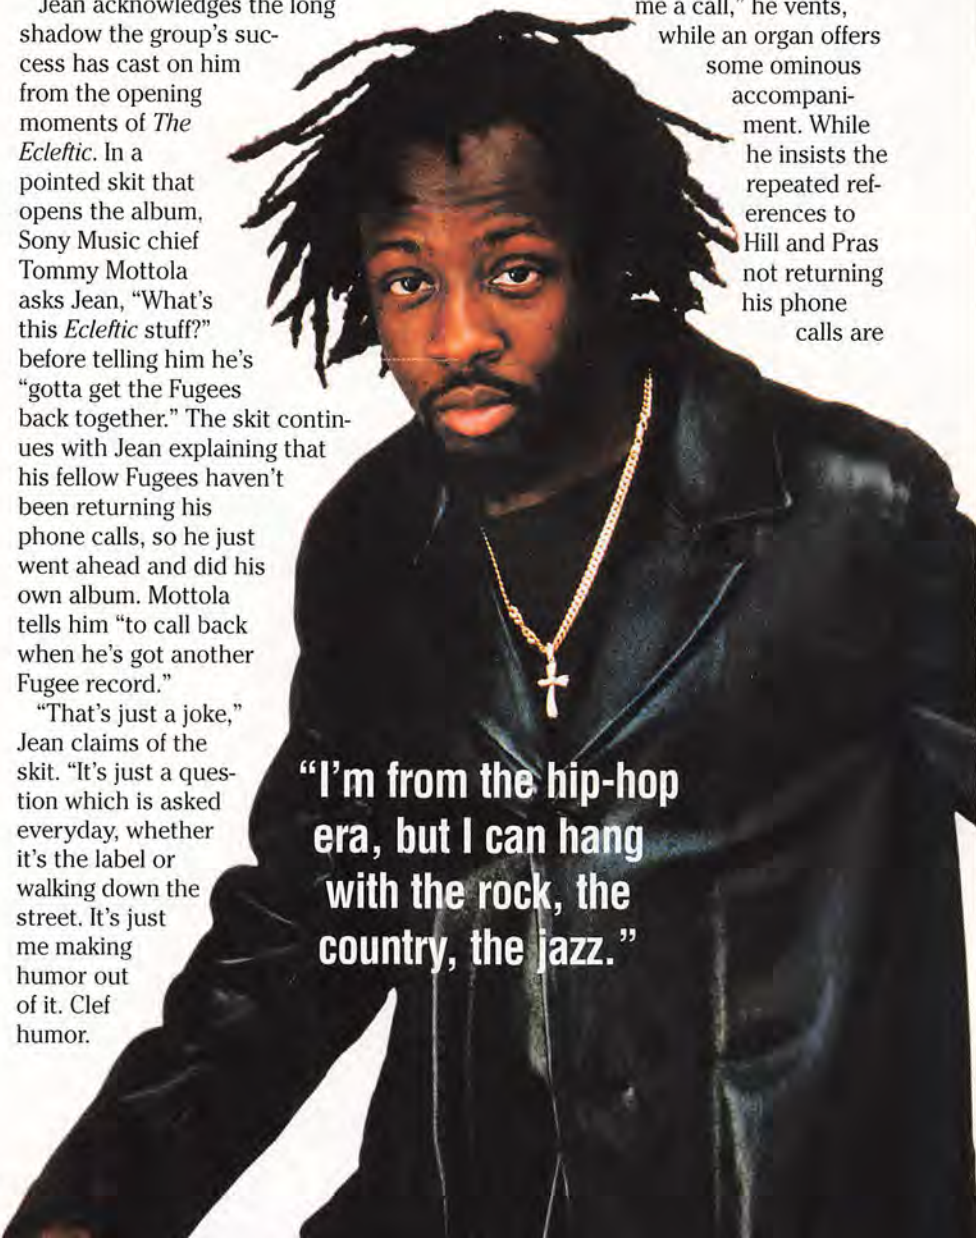 Jean acknowledges the long
shadow the group's suc-
cess has cast on him
from the opening
moments of The
Ecleftic. In a
pointed skit that
opens the album,
Sony Music chief
Tommy Mottola
asks Jean, “What's
this Ecleftic stuff?”
before telling him he's
“gotta get the Fugees
back together.” The skit contin-
ues with Jean explaining that
his fellow Fugees haven't
been returning his
phone calls, so he just
went ahead and did his
own album. Mottola
tells him “to call back
when he's got another
Fugee record.”
“That's just a joke,”
Jean claims of the
skit. “It's just a ques-
tion which is asked
everyday, whether
it's the label or
walking down the
street. It's just
me making
humor out
of it. Clef
humor.
me a call,” he vents,
while an organ offers
some ominous
accompani-
ment. While
he insists the
repeated ref-
erences to
Hill and Pras
not returning
his phone
calls are
“I'm from the hip-hop
era, but I can hang
with the rock, the
country, the jazz.”